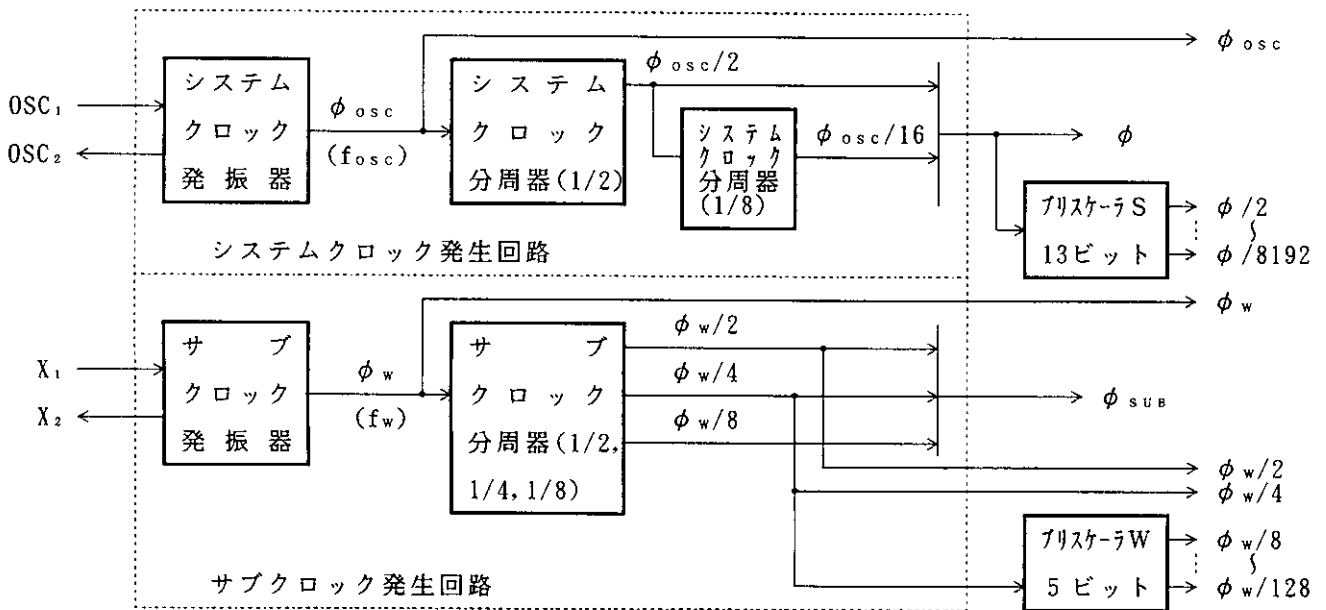 OSC₁
OSC₂
システム
クロック
発振器
φosc
(fosc)
システム
クロック
分周器(1/2)
φosc/2
システム
クロック
分周器
(1/8)
φosc/16
φosc
φ
プリスケーラS
13ビット
φ/2
φ/8192
システムクロック発生回路
X₁
X₂
サブ
クロック
発振器
φw
(fw)
サブ
クロック
分周器(1/2,
1/4,1/8)
φw/2
φw/4
φw/8
φw
φSUB
φw/2
φw/4
プリスケーラW
5ビット
φw/8
φw/128
サブクロック発生回路